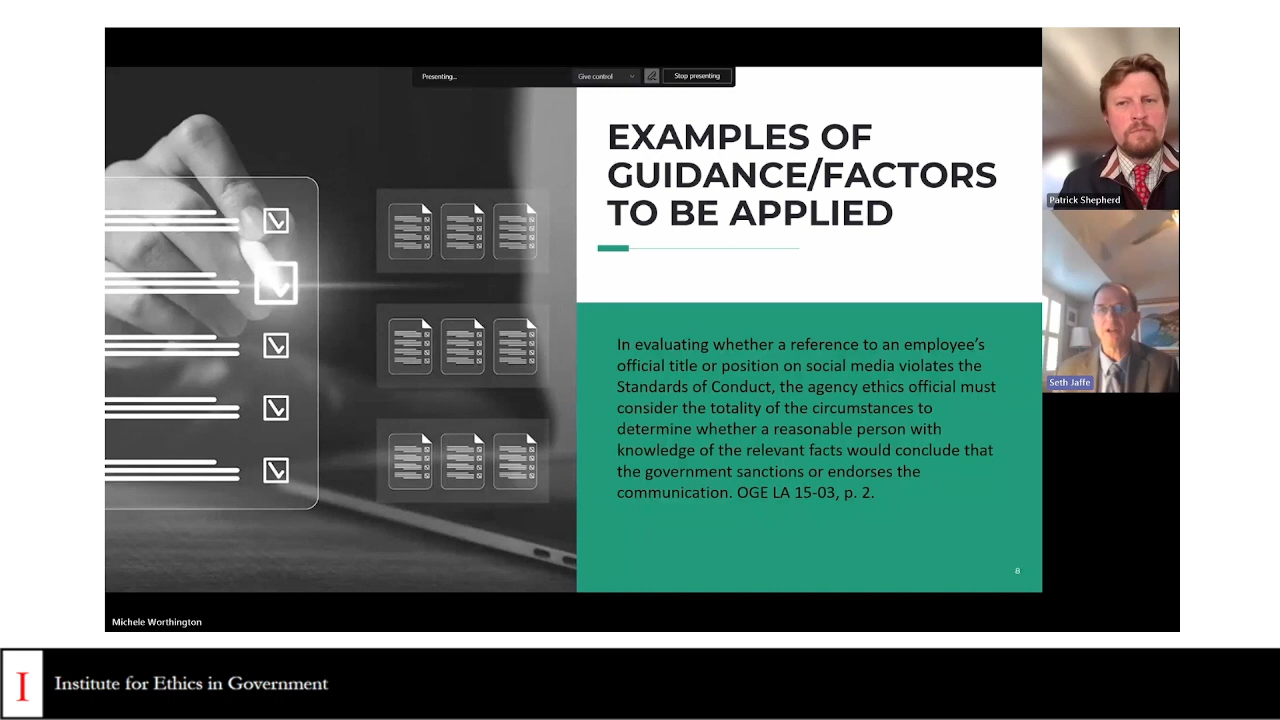 Presenting...
Give control
Stop presenting
EXAMPLES OF
GUIDANCE/FACTORS
TO BE APPLIED
In evaluating whether a reference to an employee's
official title or position on social media violates the
Standards of Conduct, the agency ethics official must
consider the totality of the circumstances to
determine whether a reasonable person with
knowledge of the relevant facts would conclude that
the government sanctions or endorses the
communication. OGE LA 15-03, p. 2.
8
Patrick Shepherd
Seth Jaffe
Michele Worthington
I
Institute for Ethics in Government